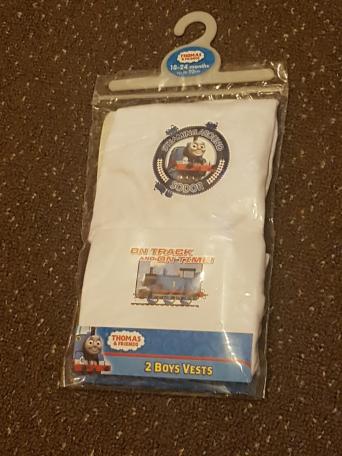 THOMAS
& FRIENDS
18-24 months
STEAMING AROUND
SODOR
ON TRACK
AND ON TIME!
THOMAS
& FRIENDS
2 BOYS VESTS